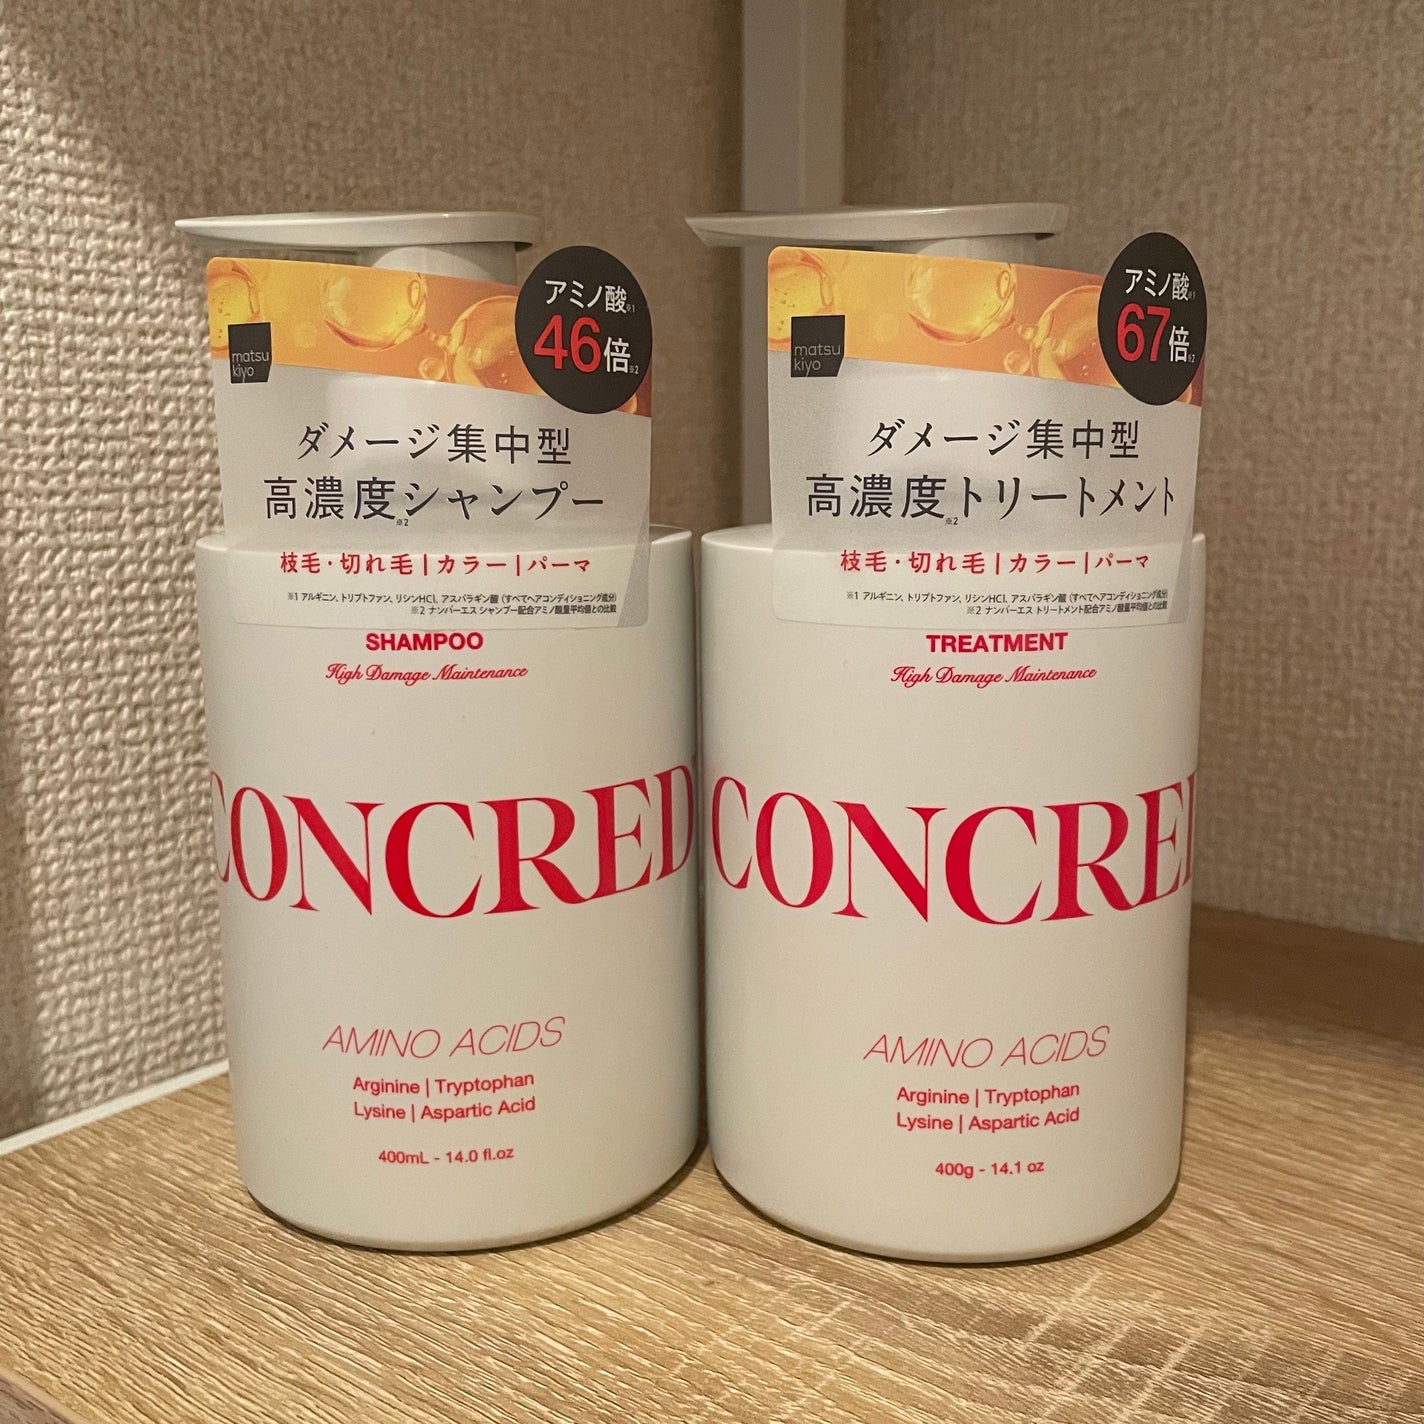 アミノ酸※1
46倍※2
matsu
kiyo
ダメージ集中型
高濃度※2シャンプー
枝毛・切れ毛|カラー|パーマ
※1 アルギニン、トリプトファン、リシンHCl、アスパラギン酸 (すべてヘアコンディショニング成分)
※2 ナンバーエス シャンプー配合アミノ酸量平均値との比較
SHAMPOO
High Damage Maintenance
CONCRED
AMINO ACIDS
Arginine | Tryptophan
Lysine | Aspartic Acid
400mL - 14.0 fl.oz
アミノ酸※1
67倍※2
matsu
kiyo
ダメージ集中型
高濃度※2トリートメント
枝毛・切れ毛|カラー|パーマ
※1 アルギニン、トリプトファン、リシンHCl、アスパラギン酸 (すべてヘアコンディショニング成分)
※2 ナンバーエス トリートメント配合アミノ酸量平均値との比較
TREATMENT
High Damage Maintenance
CONCRED
AMINO ACIDS
Arginine | Tryptophan
Lysine | Aspartic Acid
400g - 14.1 oz